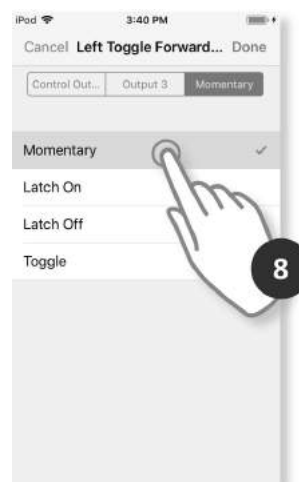 iPod 3:40 PM
Cancel Left Toggle Forward... Done
Control Out... Output 3 Momentary
Momentary
Latch On
Latch Off
Toggle
8